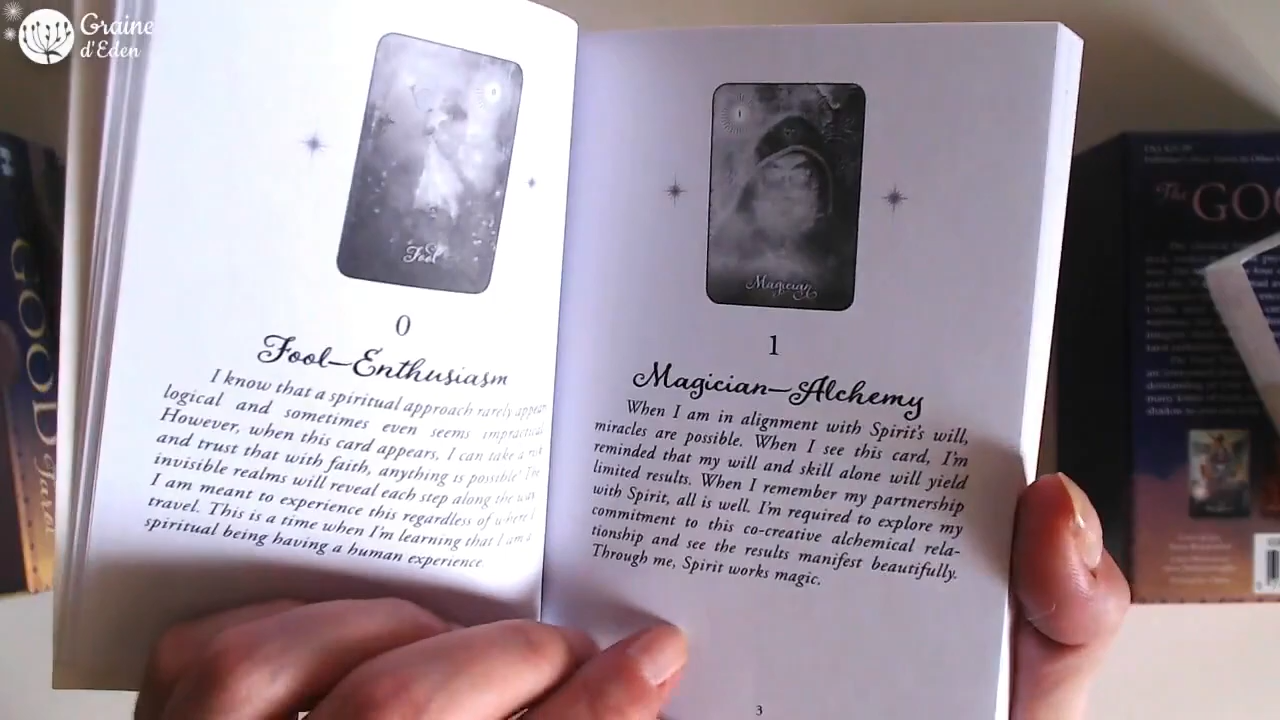 Graine
d'Eden
0
Fool
0
Fool—Enthusiasm
I know that a spiritual approach rarely appear
logical and sometimes even seems impractical
However, when this card appears, I can take a risk
and trust that with faith, anything is possible! The
invisible realms will reveal each step along the way
I am meant to experience this regardless of where I
travel. This is a time when I'm learning that I am a
spiritual being having a human experience.
1
Magician
1
Magician—Alchemy
When I am in alignment with Spirit's will,
miracles are possible. When I see this card, I'm
reminded that my will and skill alone will yield
limited results. When I remember my partnership
with Spirit, all is well. I'm required to explore my
commitment to this co-creative alchemical rela-
tionship and see the results manifest beautifully.
Through me, Spirit works magic.
3
GOOD
Tarot
The GOO